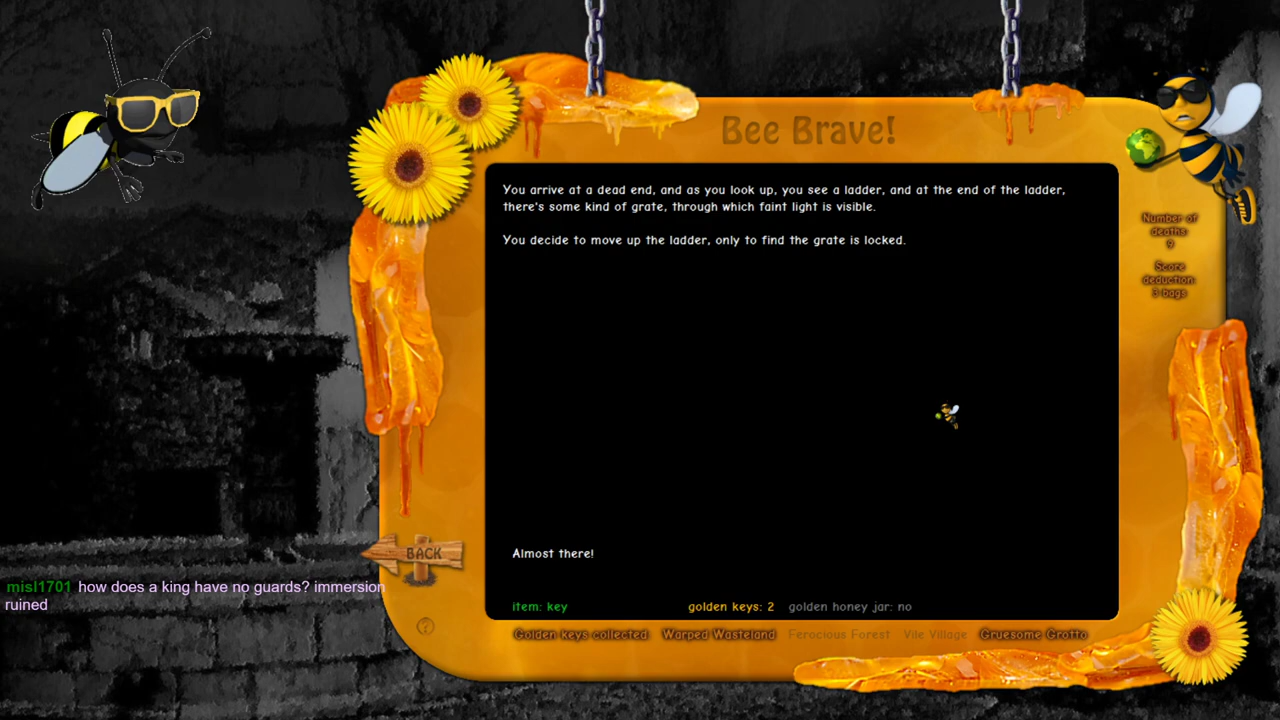 Bee Brave!
You arrive at a dead end, and as you look up, you see a ladder, and at the end of the ladder,
there's some kind of grate, through which faint light is visible.
You decide to move up the ladder, only to find the grate is locked.
Number of
deaths:
9
Score
deduction:
3 bags
Almost there!
BACK
misl1701 how does a king have no guards? immersion
ruined
item: key golden keys: 2 golden honey jar: no
?
Golden keys collected Warped Wasteland Ferocious Forest Vile Village Gruesome Grotto